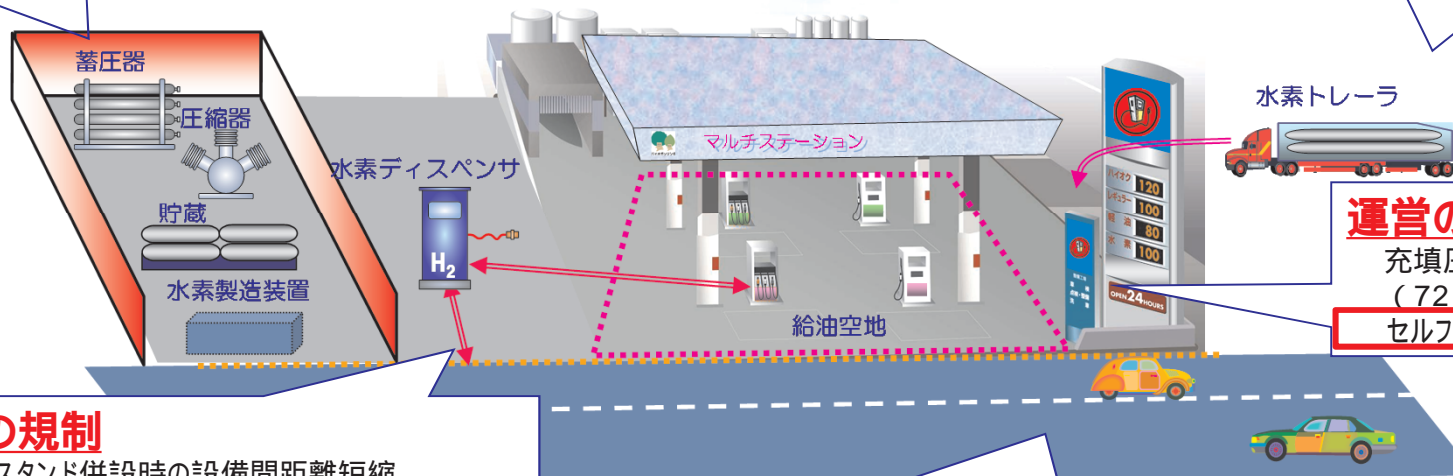 蓄圧器
圧縮器
貯蔵
水素製造装置
水素ディスペンサ
H2
マルチステーション
給油空地
ハイオク 120
レギュラー 100
軽油 80
水素 100
OPEN 24 HOURS
水素トレーラ
運営の
充填圧
(72
セルフ
の規制
スタンド併設時の設備間距離短縮